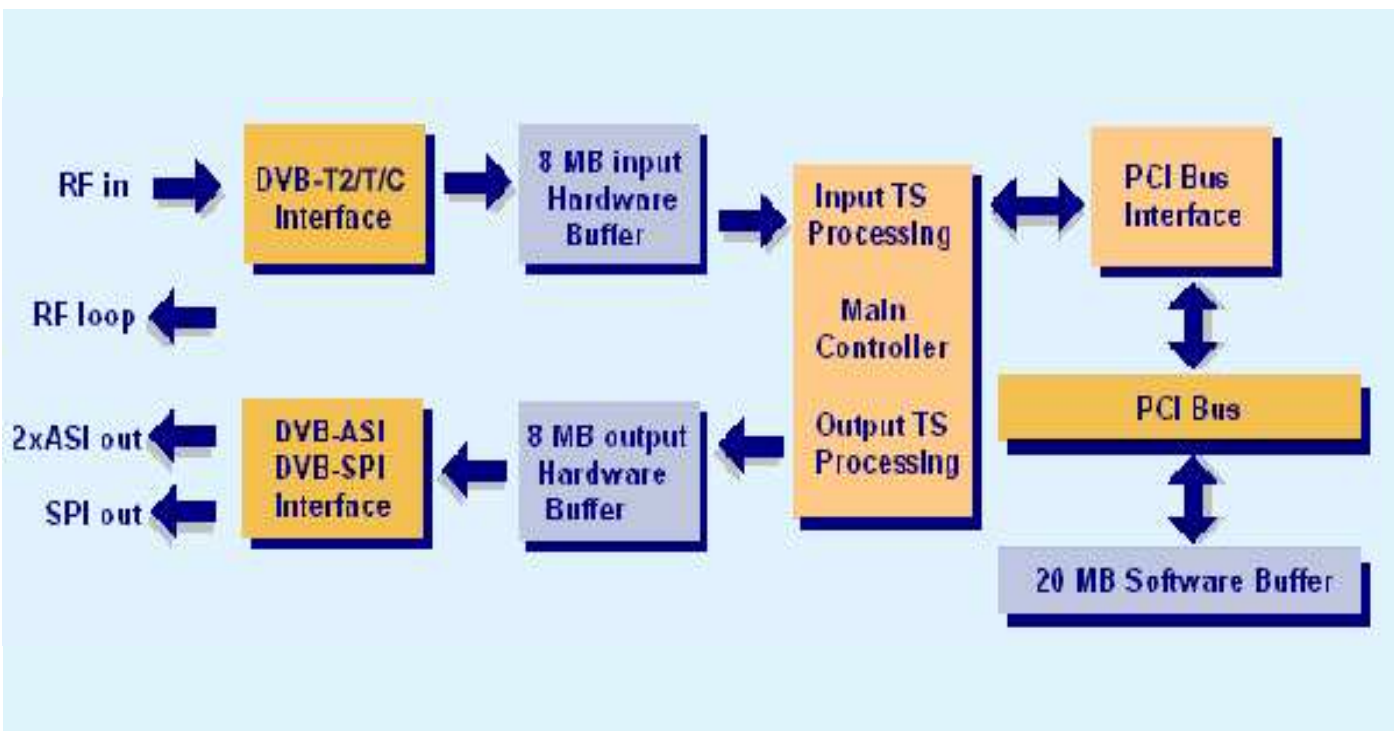 RF in
DVB-T2/T/C
Interface
8 MB input
Hardware
Buffer
Input TS
Processing
Main
Controller
Output TS
Processing
PCI Bus
Interface
RF loop
PCI Bus
2xASI out
SPI out
DVB-ASI
DVB-SPI
Interface
8 MB output
Hardware
Buffer
20 MB Software Buffer